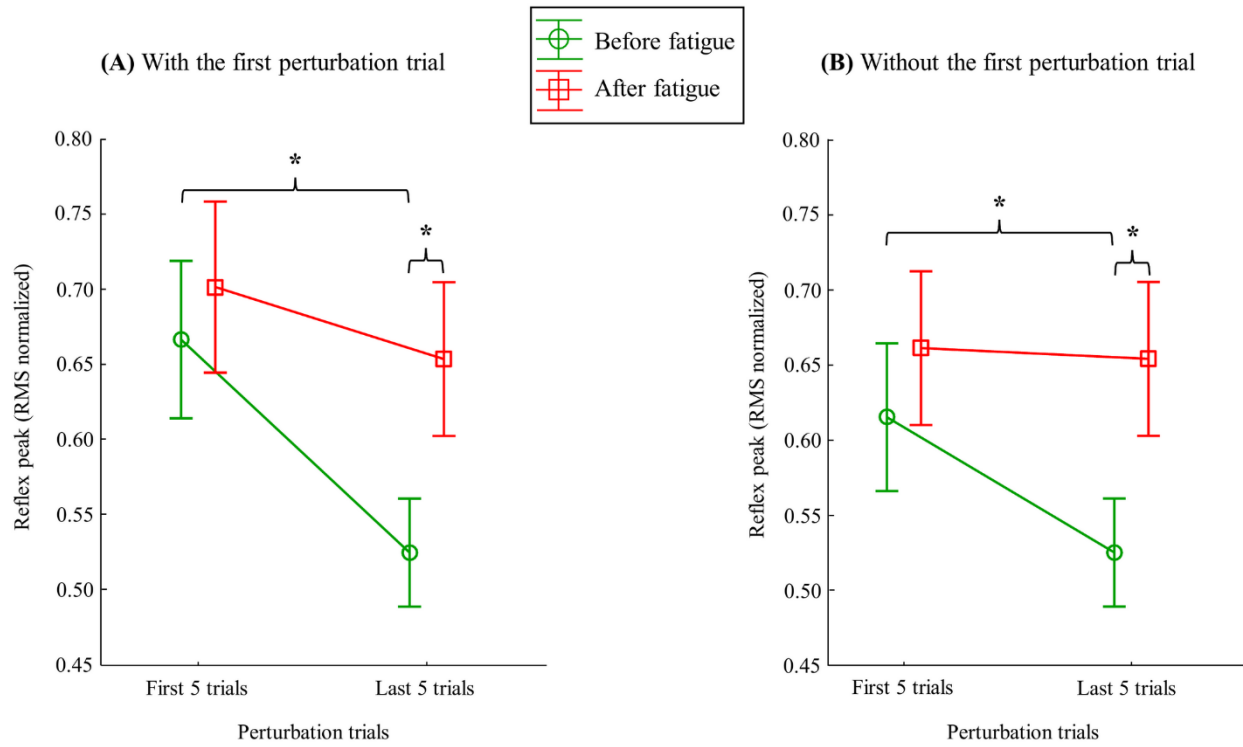 Before fatigue
After fatigue
(A) With the first perturbation trial
(B) Without the first perturbation trial
Reflex peak (RMS normalized)
0.80
0.75
0.70
0.65
0.60
0.55
0.50
0.45
*
*
First 5 trials
Last 5 trials
Perturbation trials
Reflex peak (RMS normalized)
0.80
0.75
0.70
0.65
0.60
0.55
0.50
0.45
*
*
First 5 trials
Last 5 trials
Perturbation trials